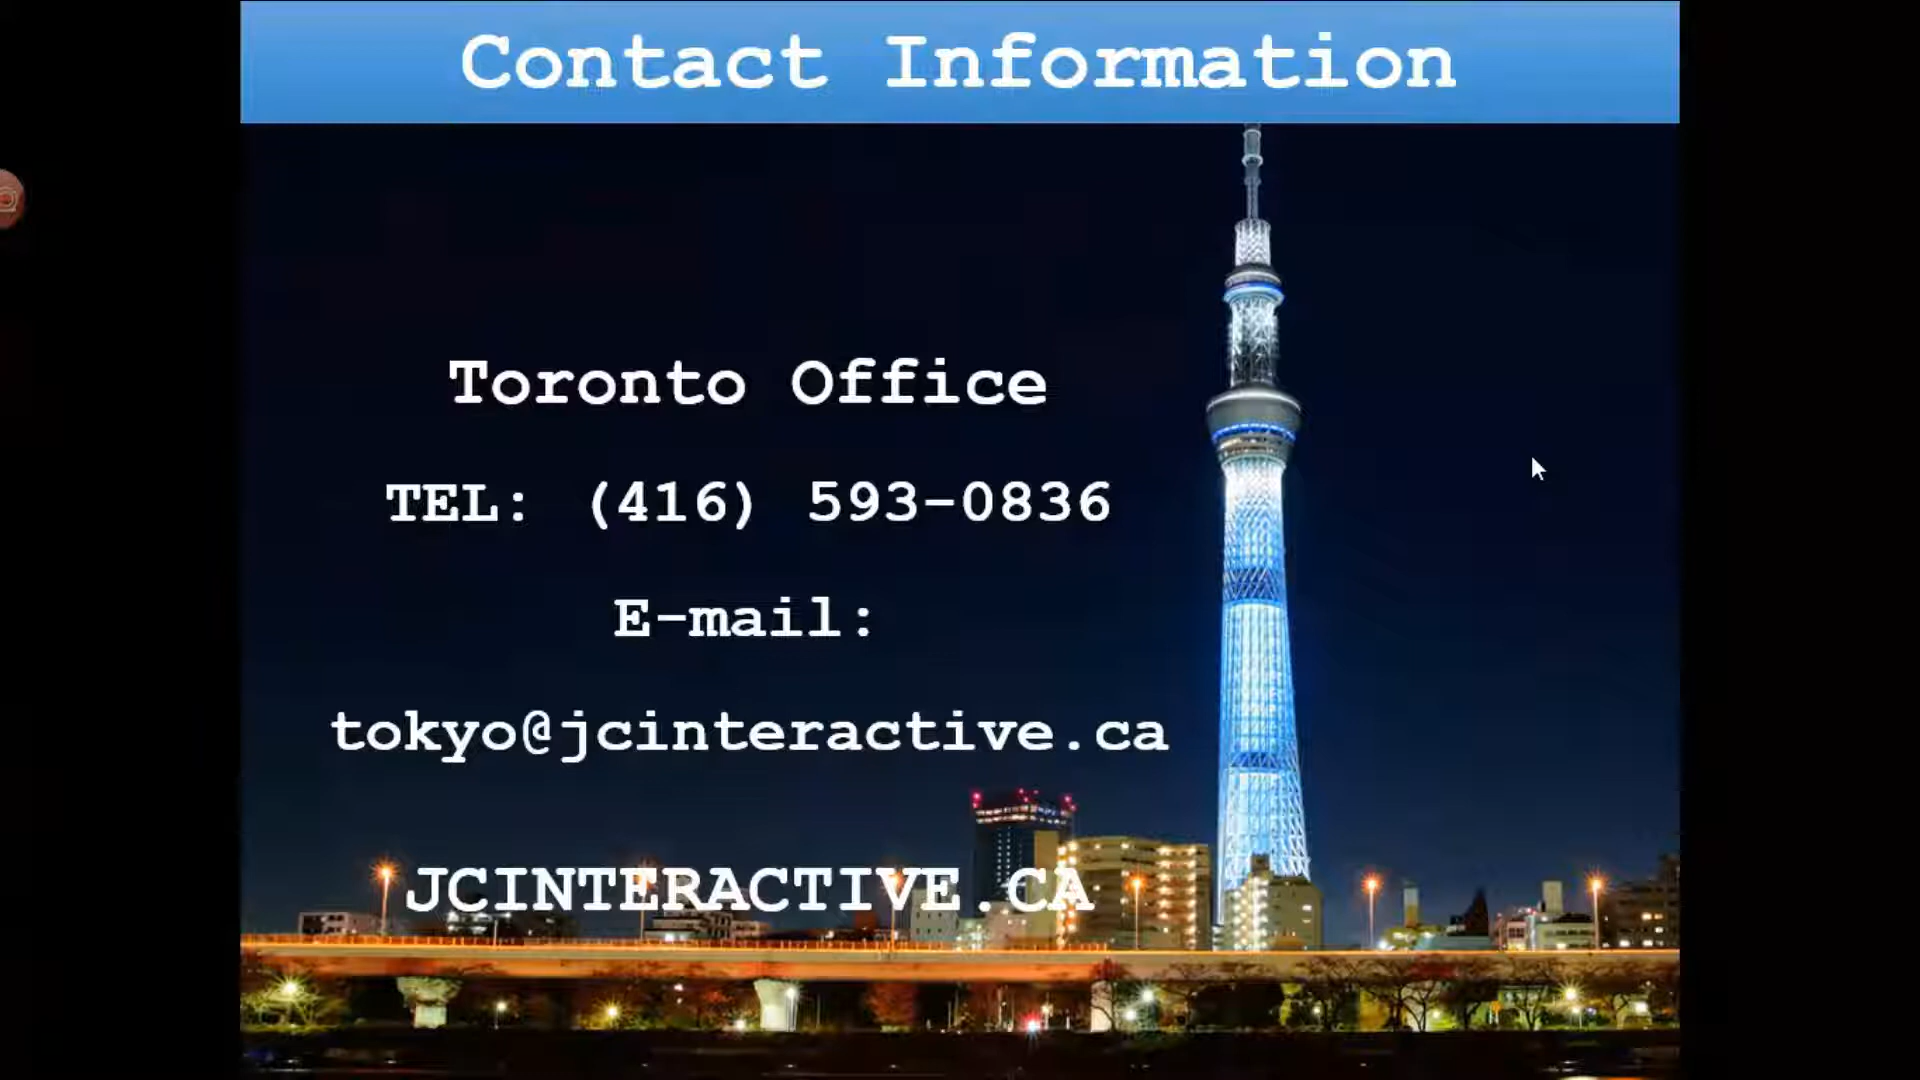 Contact Information
Toronto Office
TEL: (416) 593-0836
E-mail:
tokyo@jcinteractive.ca
JCINTERACTIVE.CA